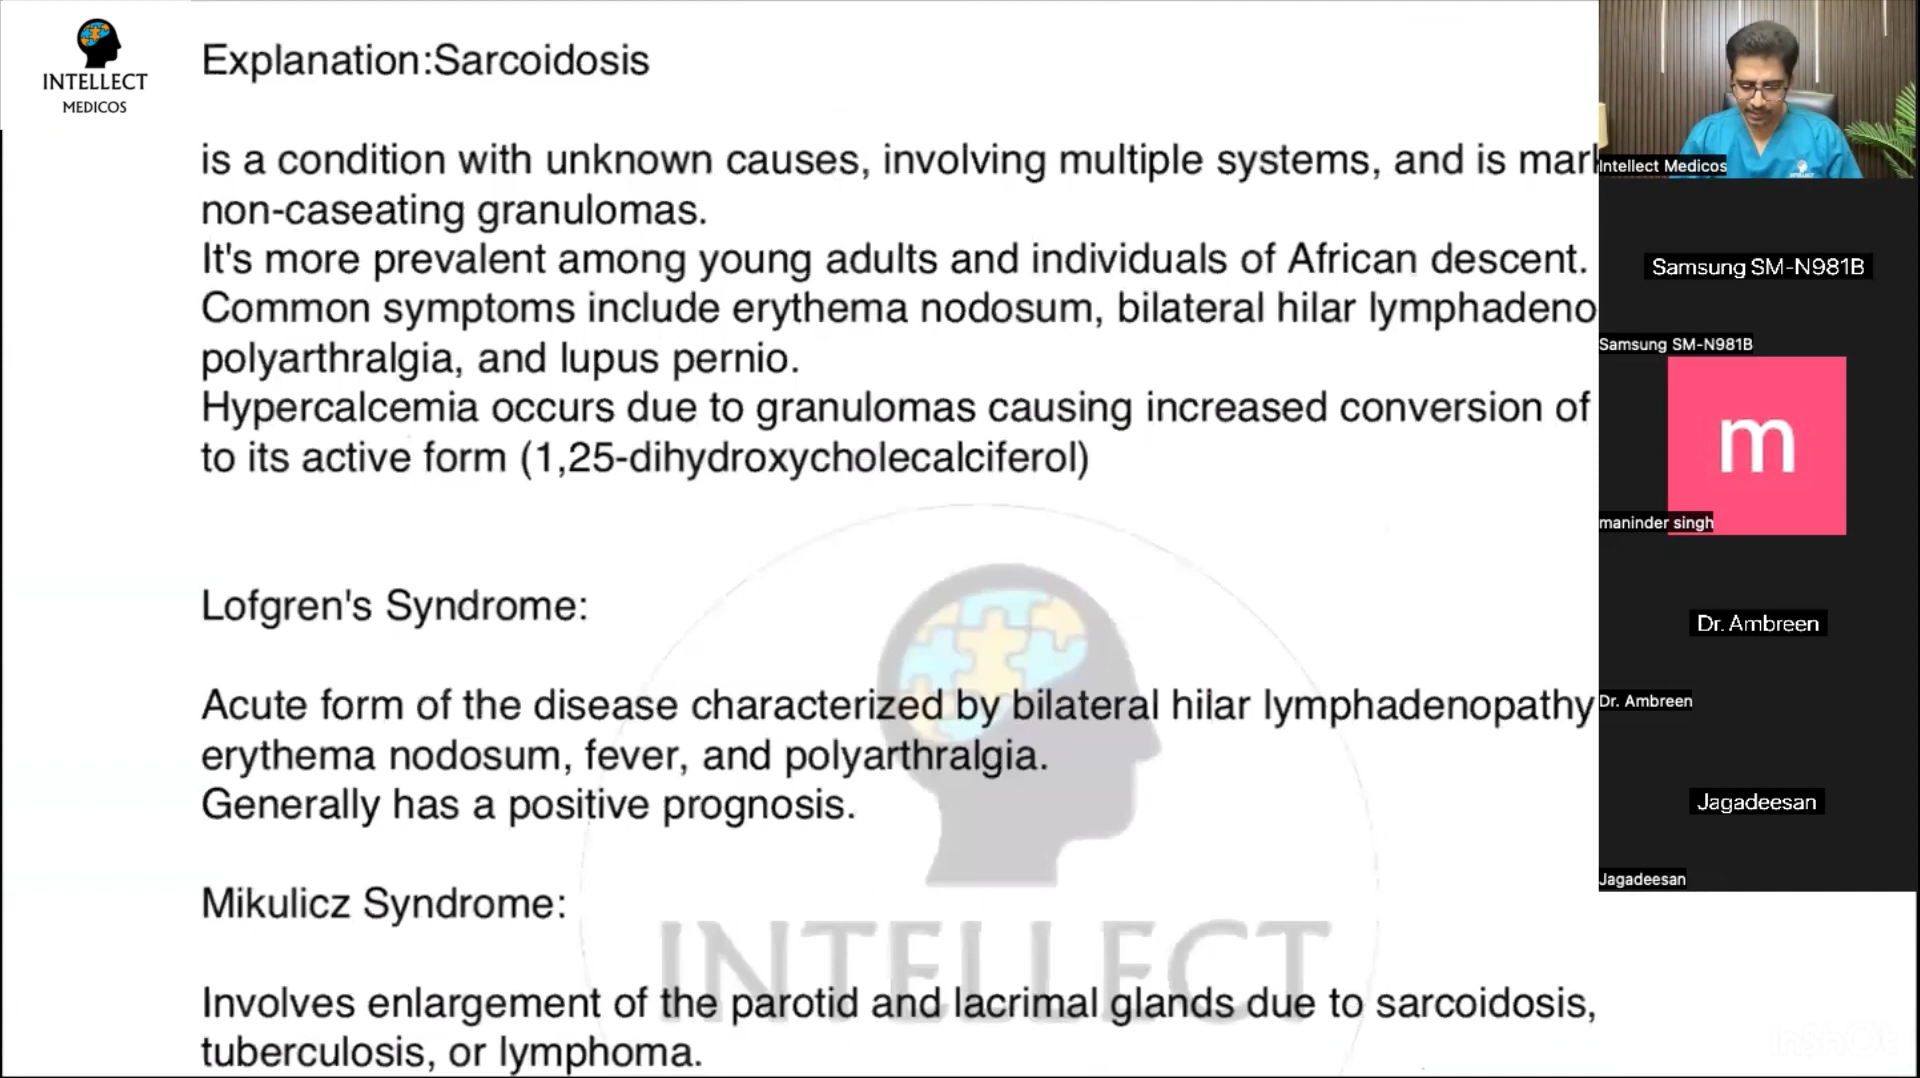 INTELLECT
MEDICOS
Explanation:Sarcoidosis
is a condition with unknown causes, involving multiple systems, and is
non-caseating granulomas.
It's more prevalent among young adults and individuals of African descent.
Common symptoms include erythema nodosum, bilateral hilar
polyarthralgia, and lupus pernio.
Hypercalcemia occurs due to granulomas causing increased conversion of
to its active form (1,25-dihydroxycholecalciferol)
Lofgren's Syndrome:
Acute form of the disease characterized by bilateral hilar lymphadenopathy
erythema nodosum, fever, and polyarthralgia.
Generally has a positive prognosis.
Mikulicz Syndrome:
Involves enlargement of the parotid and lacrimal glands due to sarcoidosis,
tuberculosis, or lymphoma.
INTELLECT
Intellect Medicos
Samsung SM-N981B
Samsung SM-N981B
m
maninder singh
Dr. Ambreen
Dr. Ambreen
Jagadeesan
Jagadeesan
InShOt